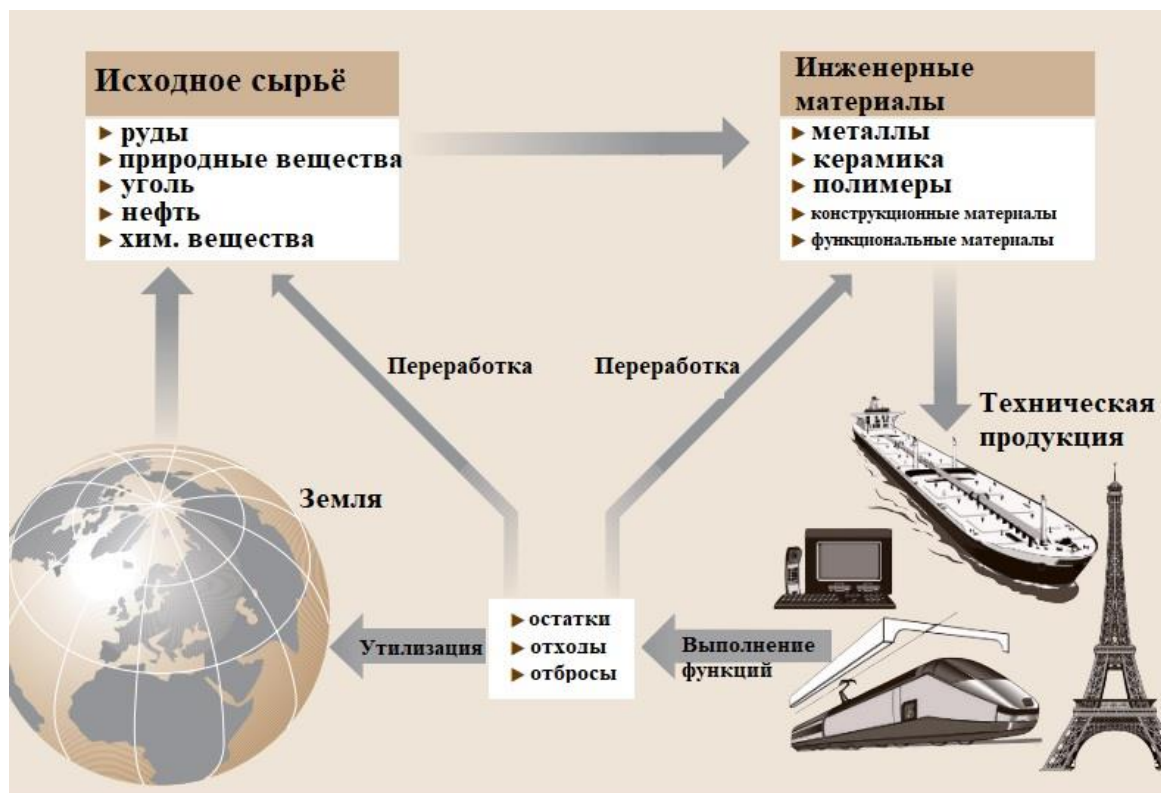 Исходное сырьё
руды
природные вещества
уголь
нефть
хим. вещества
Инженерные
материалы
металлы
керамика
полимеры
конструкционные материалы
функциональные материалы
Переработка
Переработка
Техническая
продукция
Земля
остатки
отходы
отбросы
Утилизация
Выполнение
функций